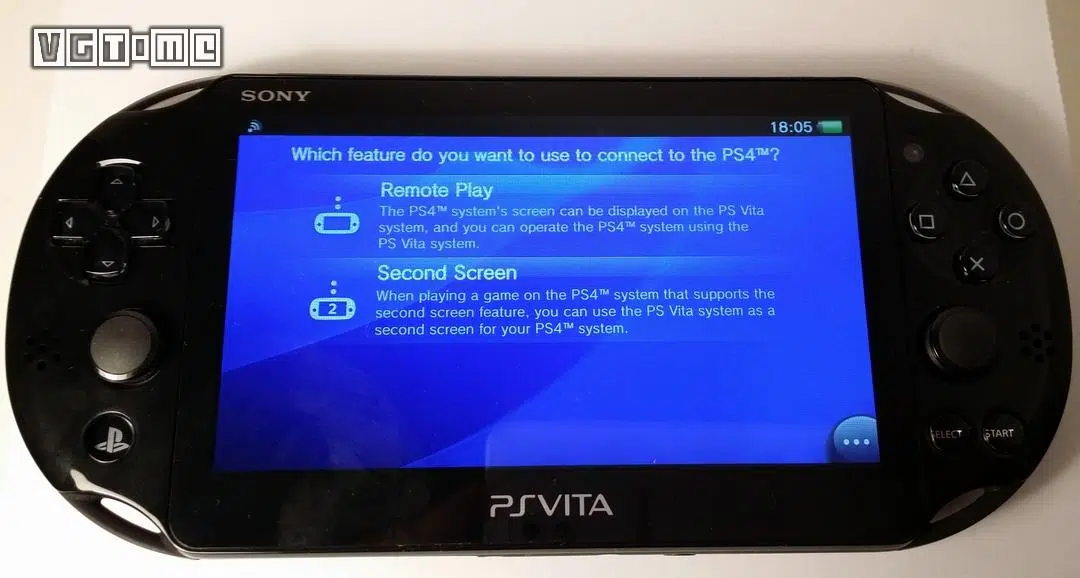 VGTIME
SONY
18:05
Which feature do you want to use to connect to the PS4™?
Remote Play
The PS4™ system's screen can be displayed on the PS Vita
system, and you can operate the PS4™ system using the
PS Vita system.
Second Screen
2
When playing a game on the PS4™ system that supports the
second screen feature, you can use the PS Vita system as a
second screen for your PS4™ system.
SELECT
START
PSVITA